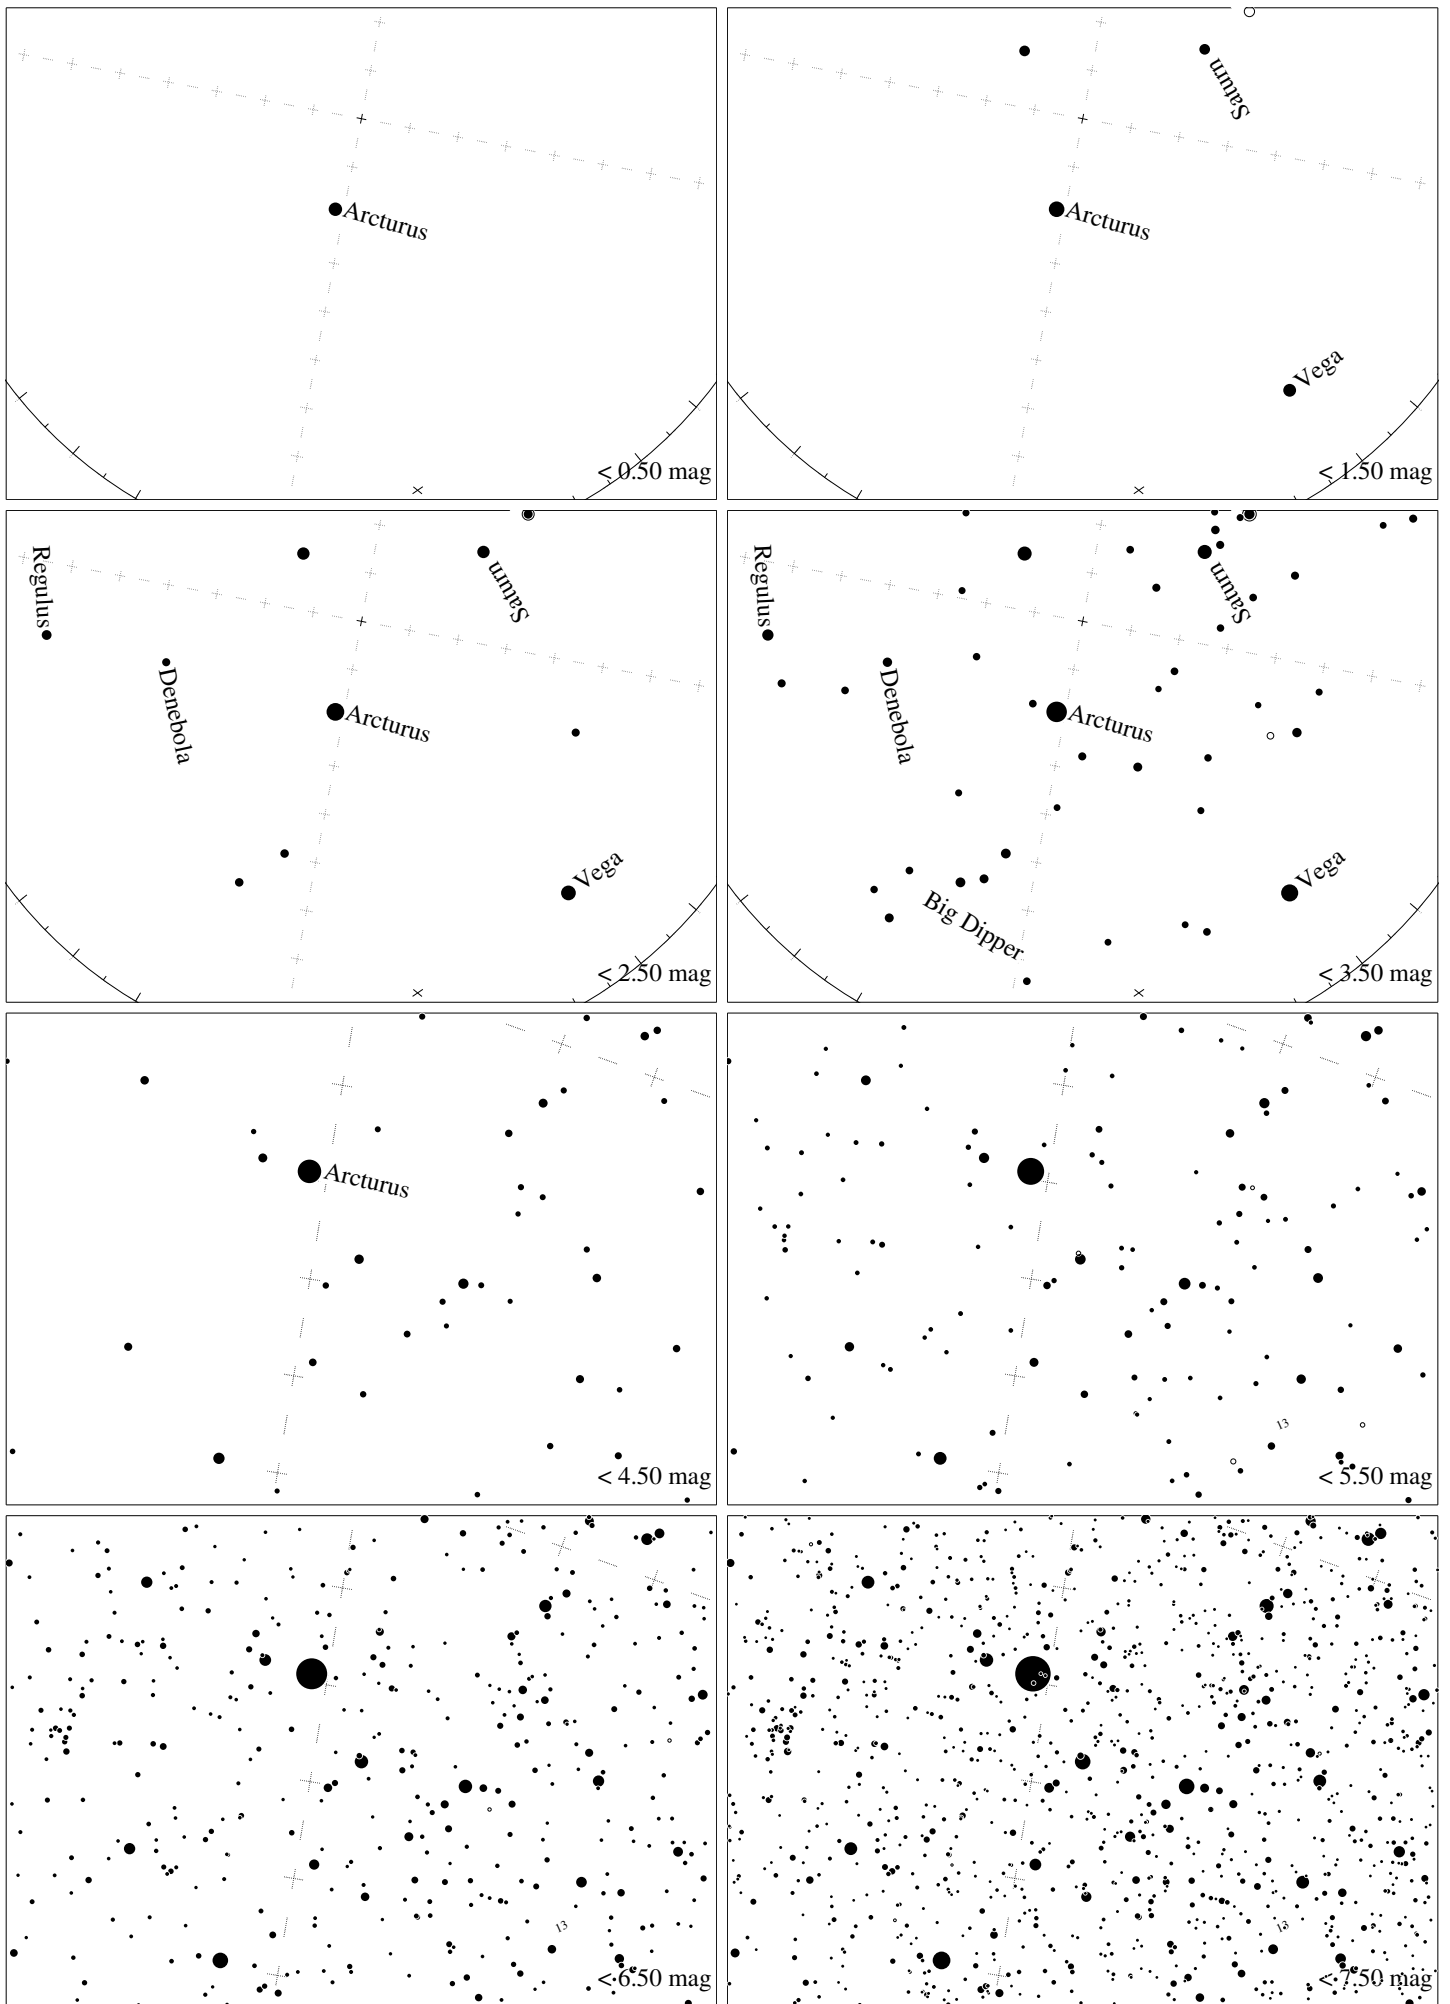 Arcturus
< 0.50 mag
Saturn
Arcturus
Vega
< 1.50 mag
Regulus
Saturn
Denebola
Arcturus
Vega
< 2.50 mag
Regulus
Saturn
Denebola
Arcturus
Vega
Big Dipper
< 3.50 mag
Arcturus
< 4.50 mag
13
< 5.50 mag
13
< 6.50 mag
13
< 7.50 mag